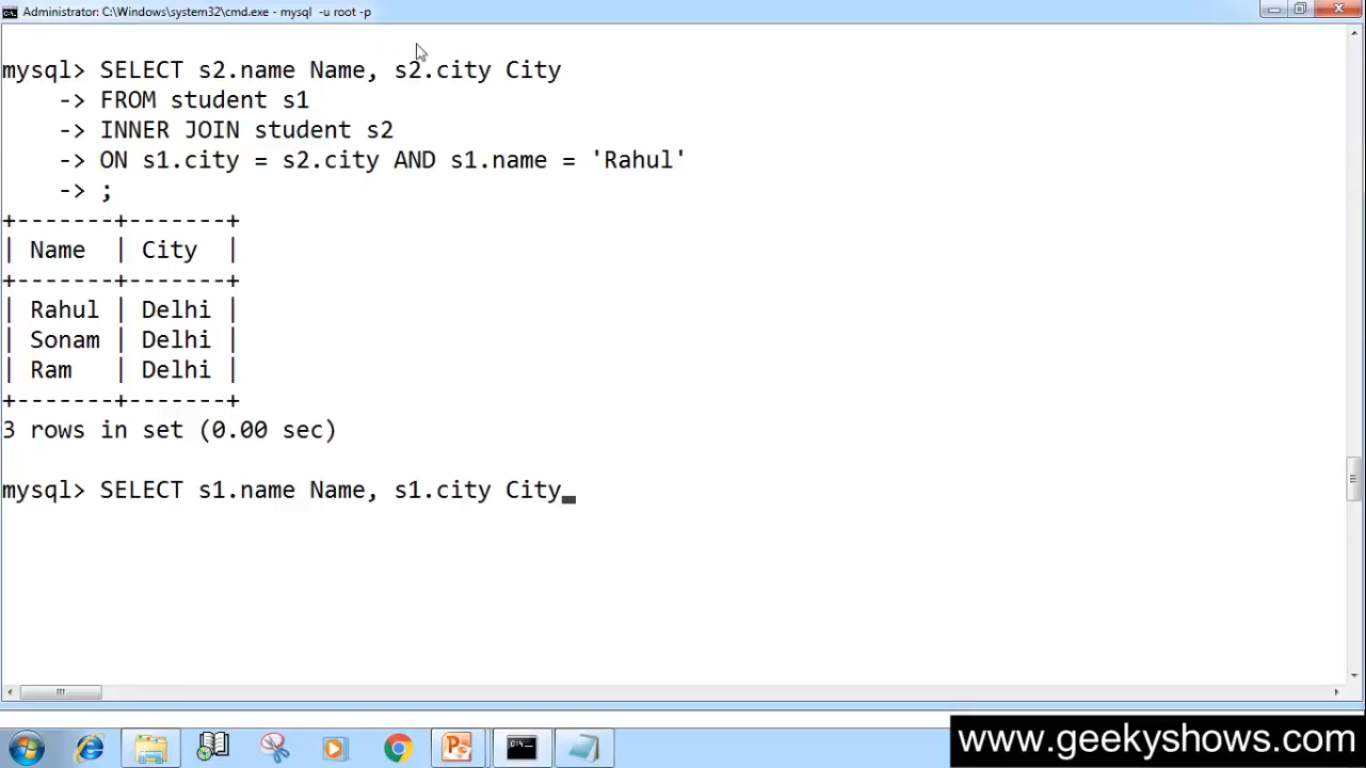 Administrator: C:\Windows\system32\cmd.exe - mysql -u root -p
mysql> SELECT s2.name Name, s2.city City
    -> FROM student s1
    -> INNER JOIN student s2
    -> ON s1.city = s2.city AND s1.name = 'Rahul'
    -> ;
+-------+-------+
| Name  | City  |
+-------+-------+
| Rahul | Delhi |
| Sonam | Delhi |
| Ram   | Delhi |
+-------+-------+
3 rows in set (0.00 sec)
mysql> SELECT s1.name Name, s1.city City_
www.geekyshows.com